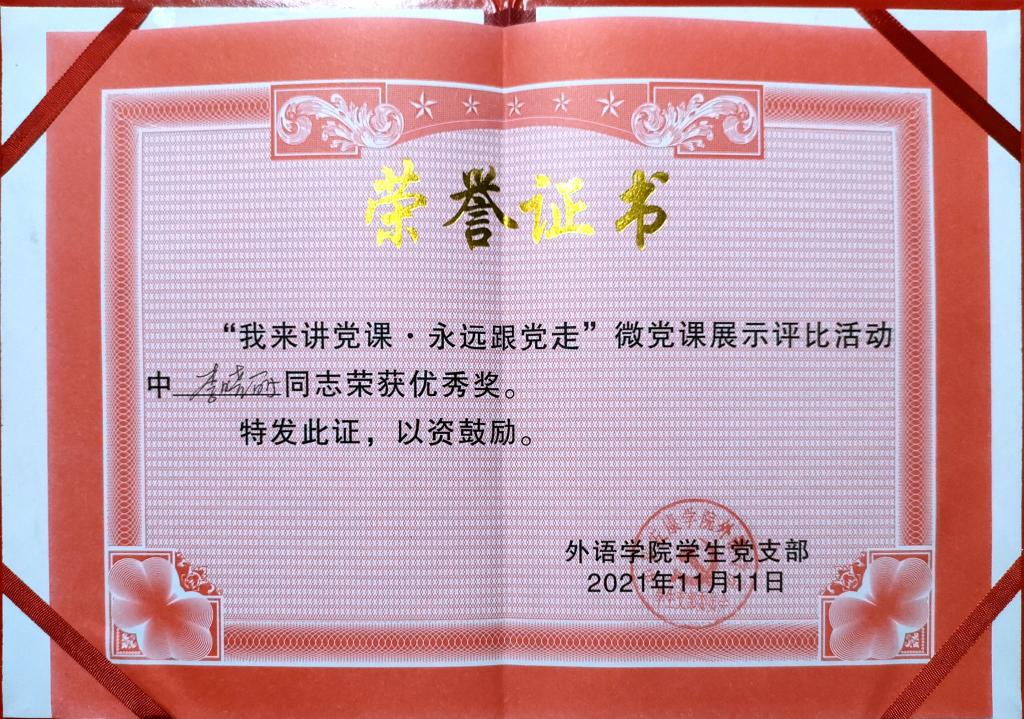 荣誉证书
“我来讲党课·永远跟党走”微党课展示评比活动
中 李晓丽 同志荣获优秀奖。
特发此证，以资鼓励。
外语学院学生党支部
2021年11月11日